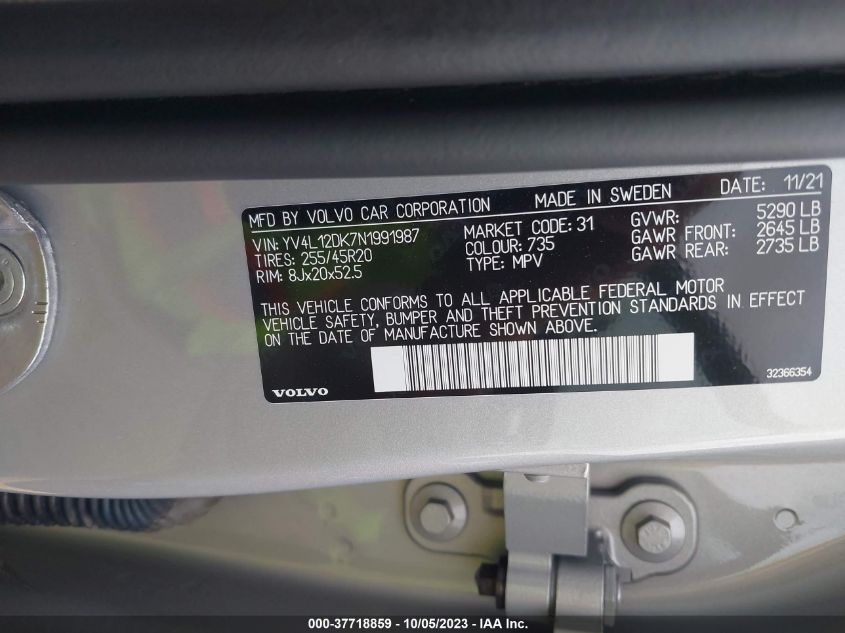 MFD BY VOLVO CAR CORPORATION MADE IN SWEDEN DATE: 11/21
VIN: YV4L12DK7N1991987 MARKET CODE: 31 GVWR: 5290 LB
TIRES: 255/45R20 COLOUR: 735 GAWR FRONT: 2645 LB
RIM: 8Jx20x52.5 TYPE: MPV GAWR REAR: 2735 LB
THIS VEHICLE CONFORMS TO ALL APPLICABLE FEDERAL MOTOR
VEHICLE SAFETY, BUMPER AND THEFT PREVENTION STANDARDS IN EFFECT
ON THE DATE OF MANUFACTURE SHOWN ABOVE.
VOLVO 32366354
000-37718859 - 10/05/2023 - IAA Inc.